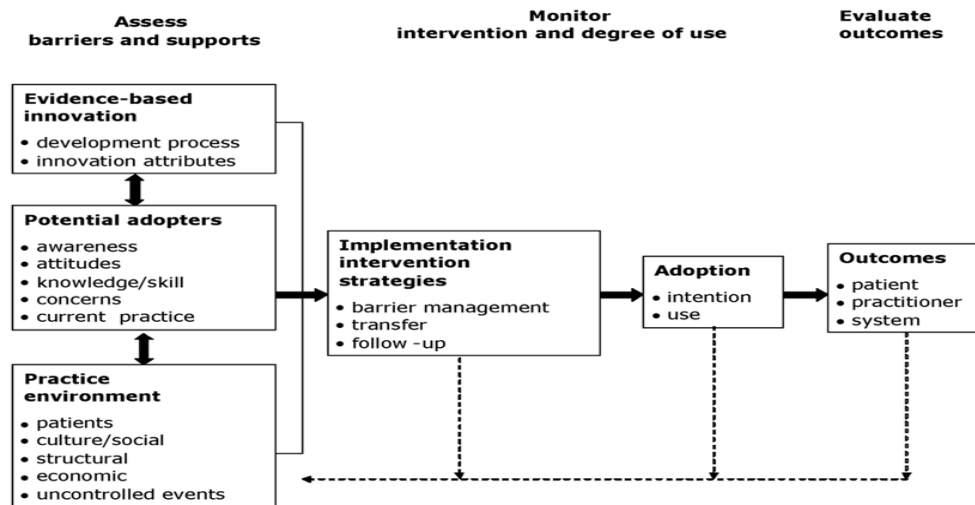 Assess
barriers and supports
Monitor
intervention and degree of use
Evaluate
outcomes
Evidence-based
innovation
• development process
• innovation attributes
Potential adopters
• awareness
• attitudes
• knowledge/skill
• concerns
• current practice
Practice
environment
• patients
• culture/social
• structural
• economic
• uncontrolled events
Implementation
intervention
strategies
• barrier management
• transfer
• follow -up
Adoption
• intention
• use
Outcomes
• patient
• practitioner
• system